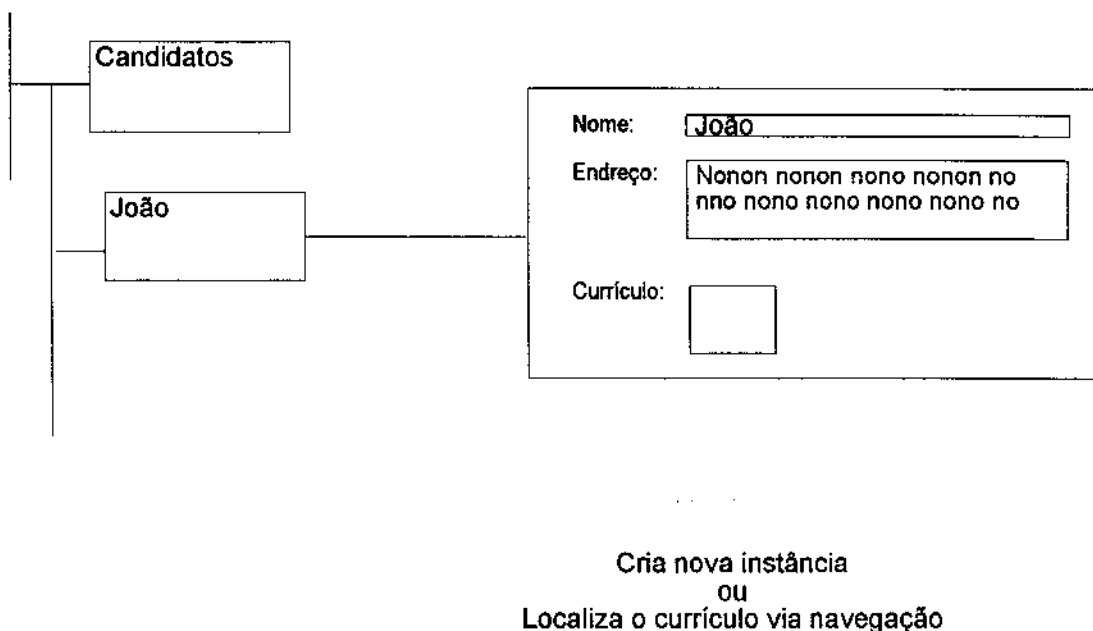 Candidatos
João
Nome: João
Endreço: Nonon nonon nono nonon no
nno nono nono nono nono no
Currículo:
Cria nova instância
ou
Localiza o currículo via navegação